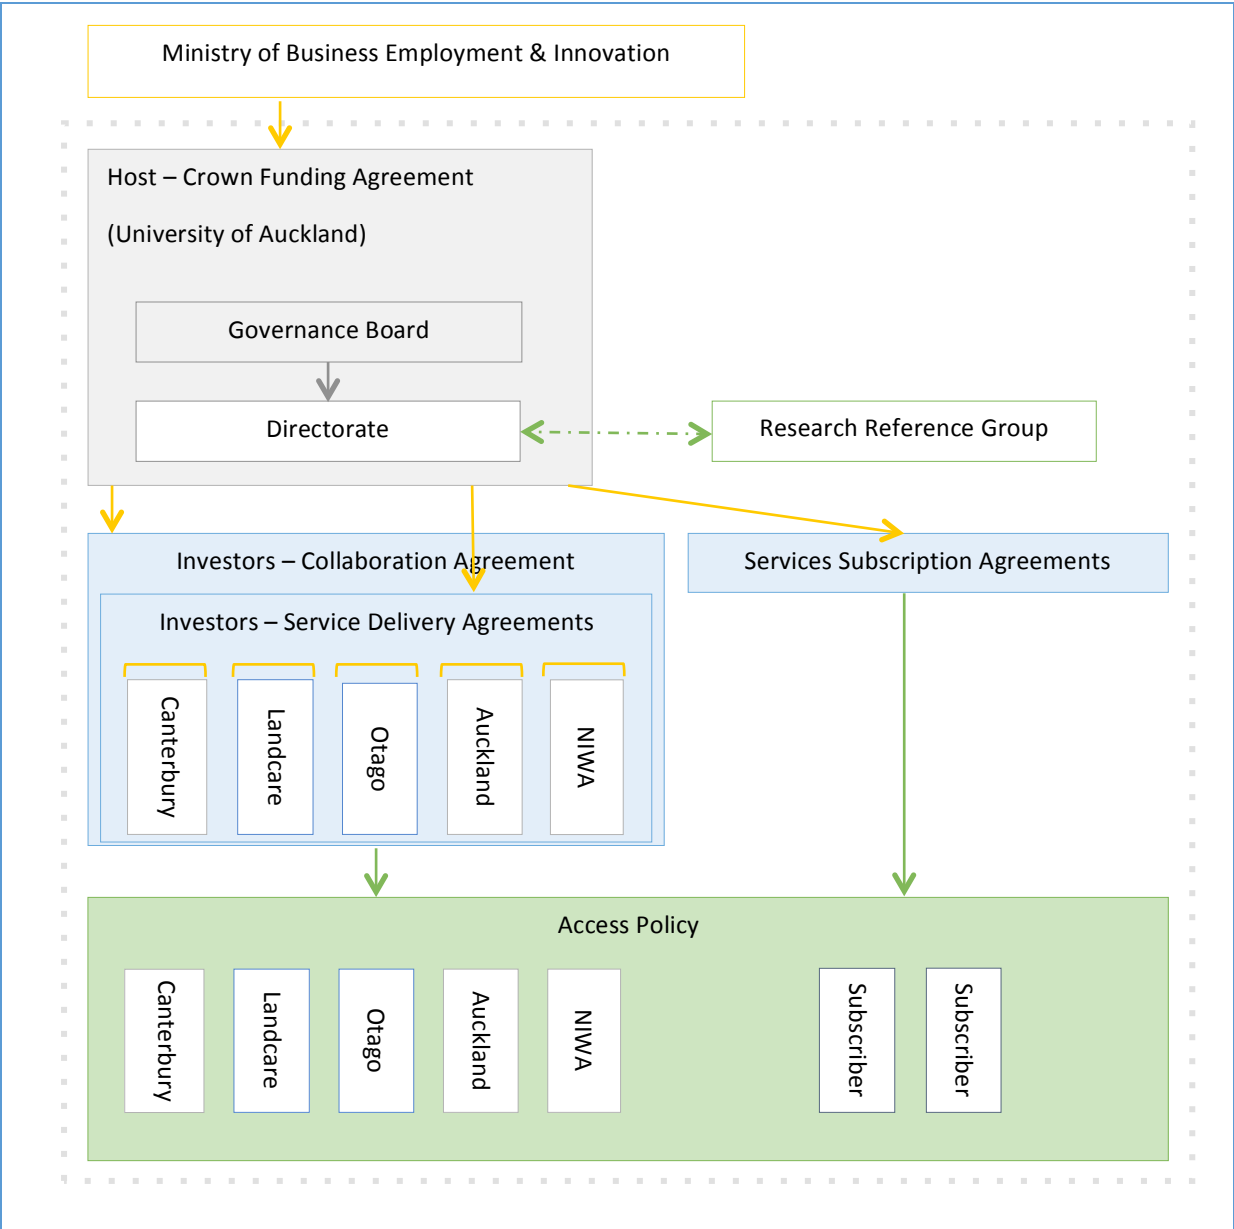 Ministry of Business Employment & Innovation
Host – Crown Funding Agreement
(University of Auckland)
Governance Board
Directorate
Research Reference Group
Investors – Collaboration Agreement
Services Subscription Agreements
Investors – Service Delivery Agreements
Canterbury
Landcare
Otago
Auckland
NIWA
Access Policy
Canterbury
Landcare
Otago
Auckland
NIWA
Subscriber
Subscriber